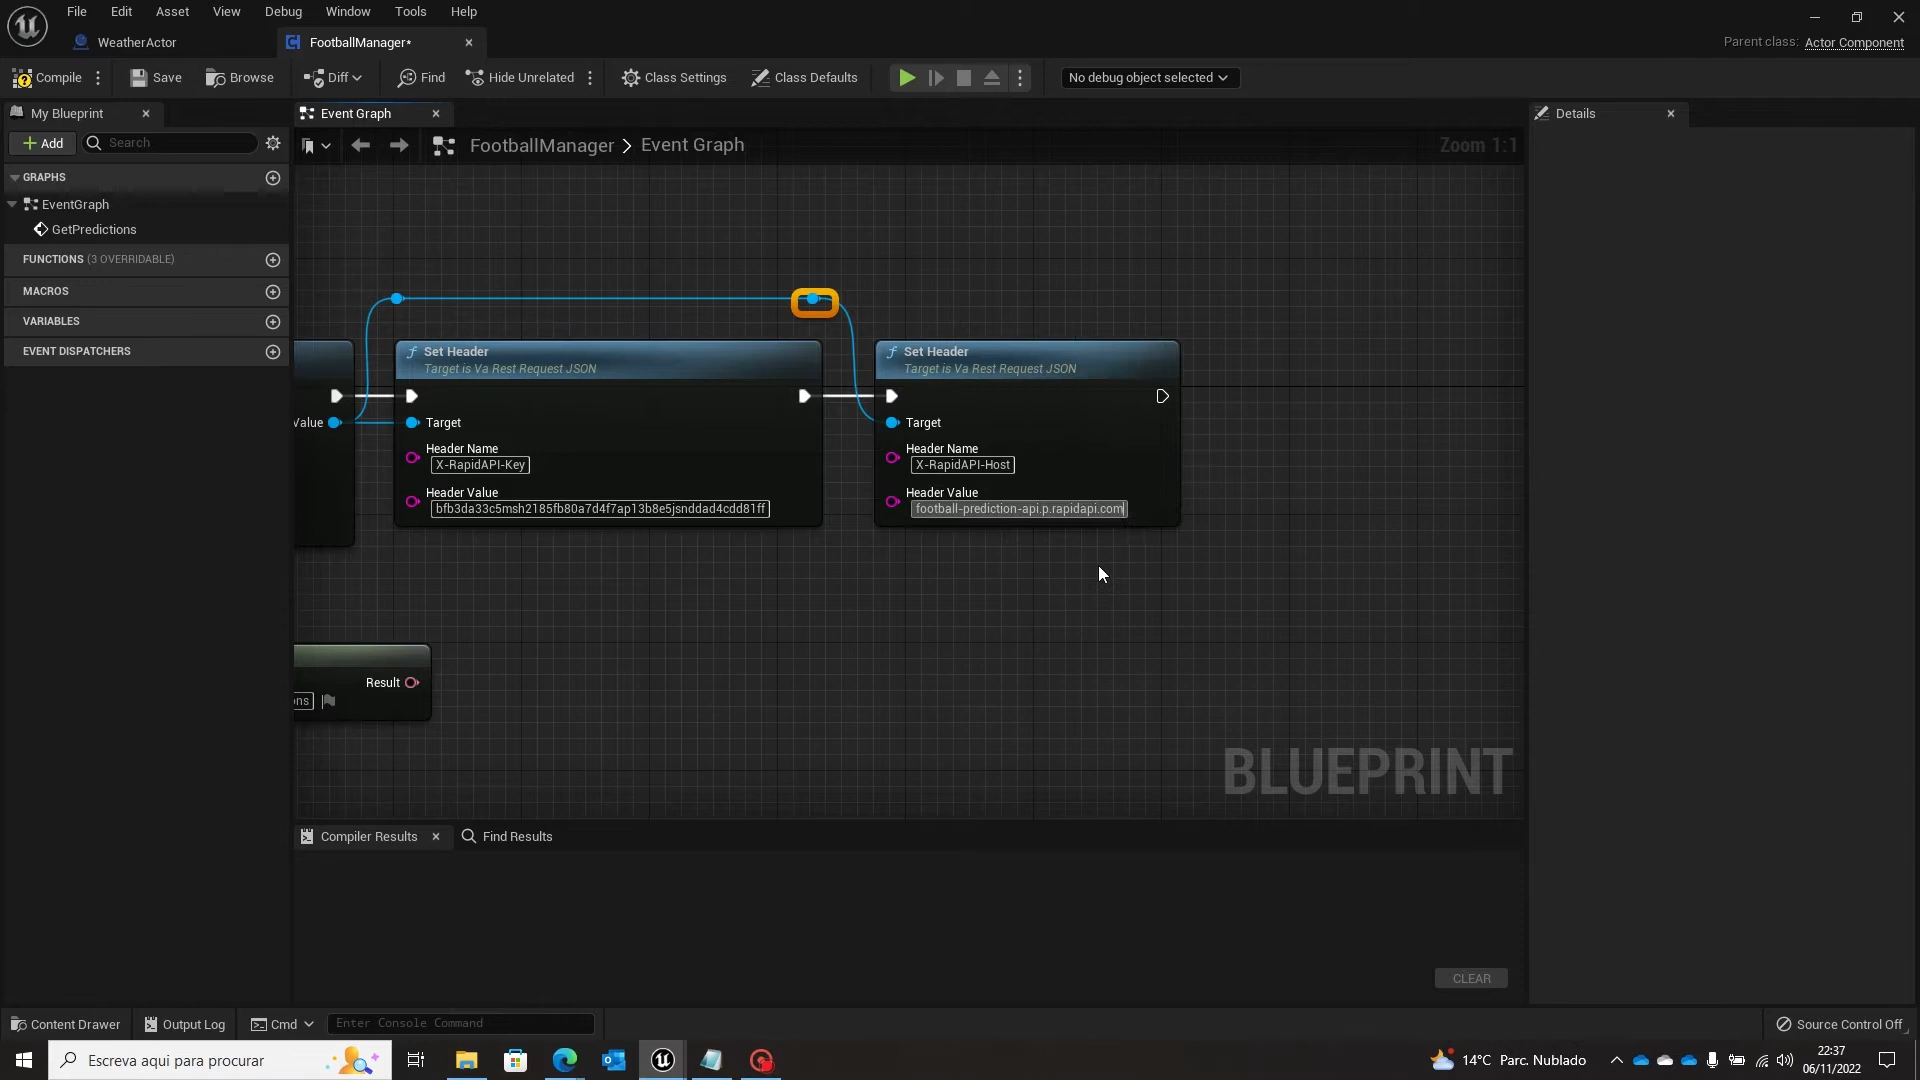 File Edit Asset View Debug Window Tools Help
WeatherActor FootballManager* Parent class: Actor Component
Compile Save Browse Diff Find Hide Unrelated Class Settings Class Defaults No debug object selected
My Blueprint Event Graph Details
Add Search FootballManager > Event Graph Zoom 1:1
GRAPHS
EventGraph
GetPredictions
FUNCTIONS (3 OVERRIDABLE)
MACROS
VARIABLES
EVENT DISPATCHERS
Set Header Set Header
Target is Va Rest Request JSON Target is Va Rest Request JSON
Value Target Target
Header Name Header Name
X-RapidAPI-Key X-RapidAPI-Host
Header Value Header Value
bfb3da33c5msh2185fb80a7d4f7ap13b8e5jsnddad4cdd81ff football-prediction-api.p.rapidapi.com
Result
ons
BLUEPRINT
Compiler Results Find Results
CLEAR
Content Drawer Output Log Cmd Enter Console Command Source Control Off
Escreva aqui para procurar 14°C Parc. Nublado 22:37
06/11/2022